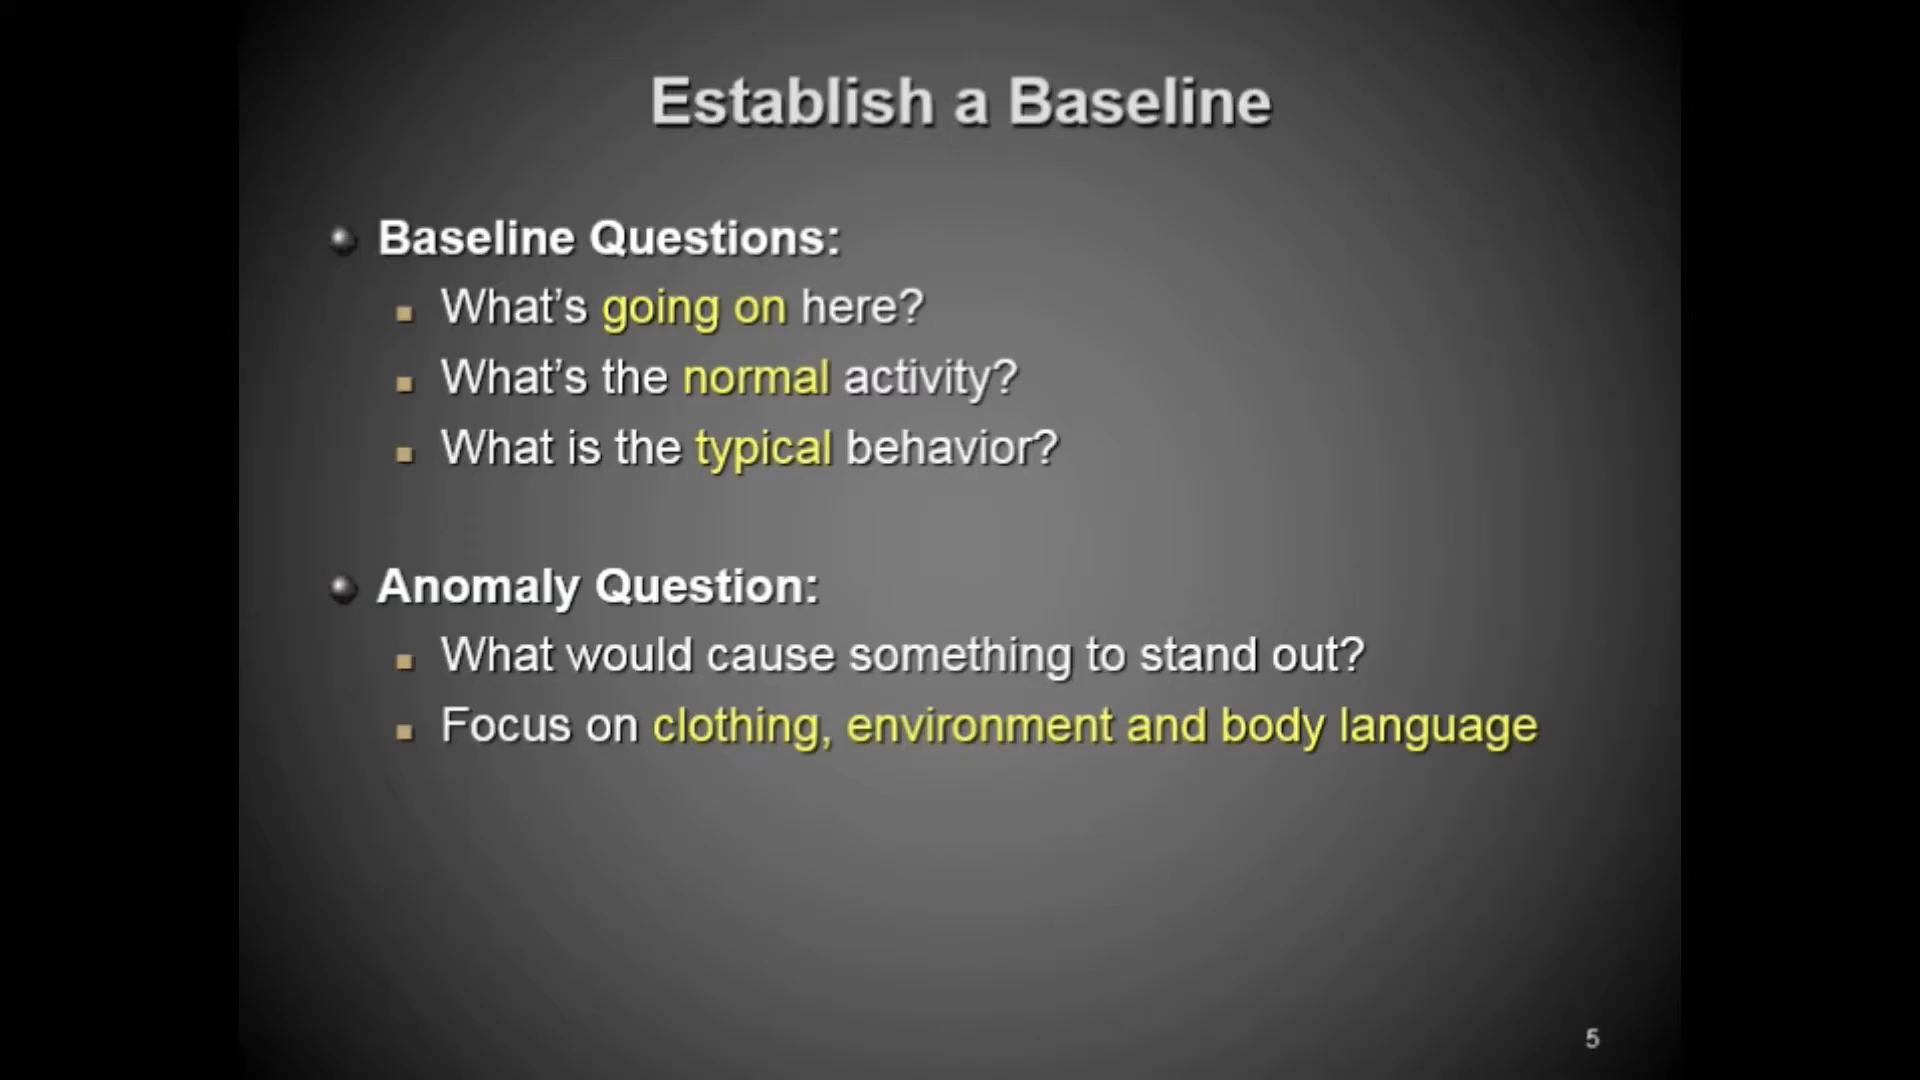 Establish a Baseline
Baseline Questions:
What’s going on here?
What’s the normal activity?
What is the typical behavior?
Anomaly Question:
What would cause something to stand out?
Focus on clothing, environment and body language
5